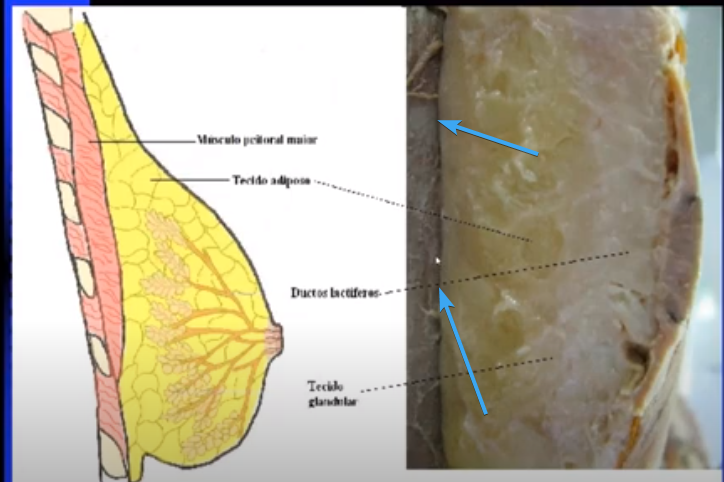 Músculo peitoral maior
Tecido adiposo
Ductos lactíferos
Tecido
glandular